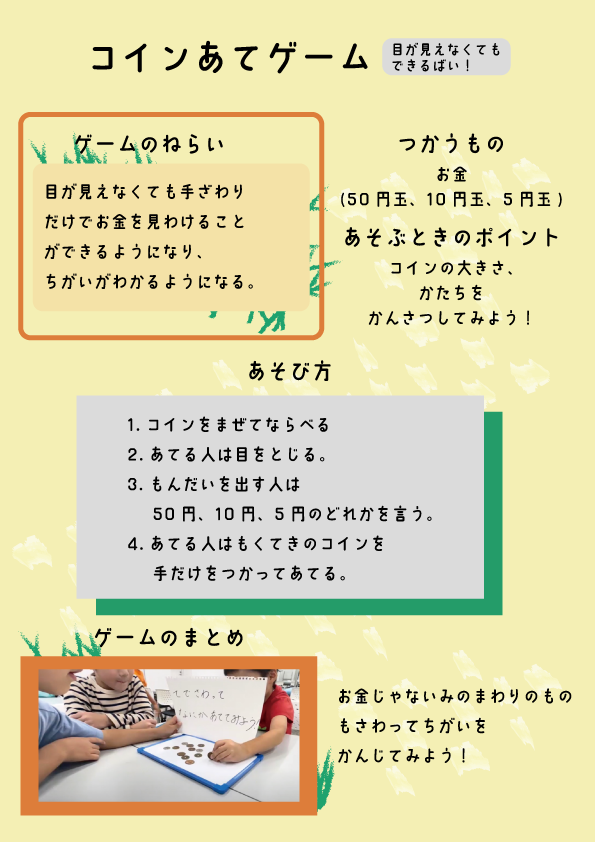 コインあてゲーム
目が見えなくても
できるばい！
ゲームのねらい
目が見えなくても手ざわり
だけでお金を見わけること
ができるようになり、
ちがいがわかるようになる。
つかうもの
お金
(50円玉、10円玉、5円玉)
あそぶときのポイント
コインの大きさ、
かたちを
かんさつしてみよう！
あそび方
1. コインをまぜてならべる
2. あてる人は目をとじる。
3. もんだいを出す人は
50円、10円、5円のどれかを言う。
4. あてる人はもくてきのコインを
手だけをつかってあてる。
ゲームのまとめ
てでさわって
なにかあててみよう！
お金じゃないみのまわりのもの
もさわってちがいを
かんじてみよう！